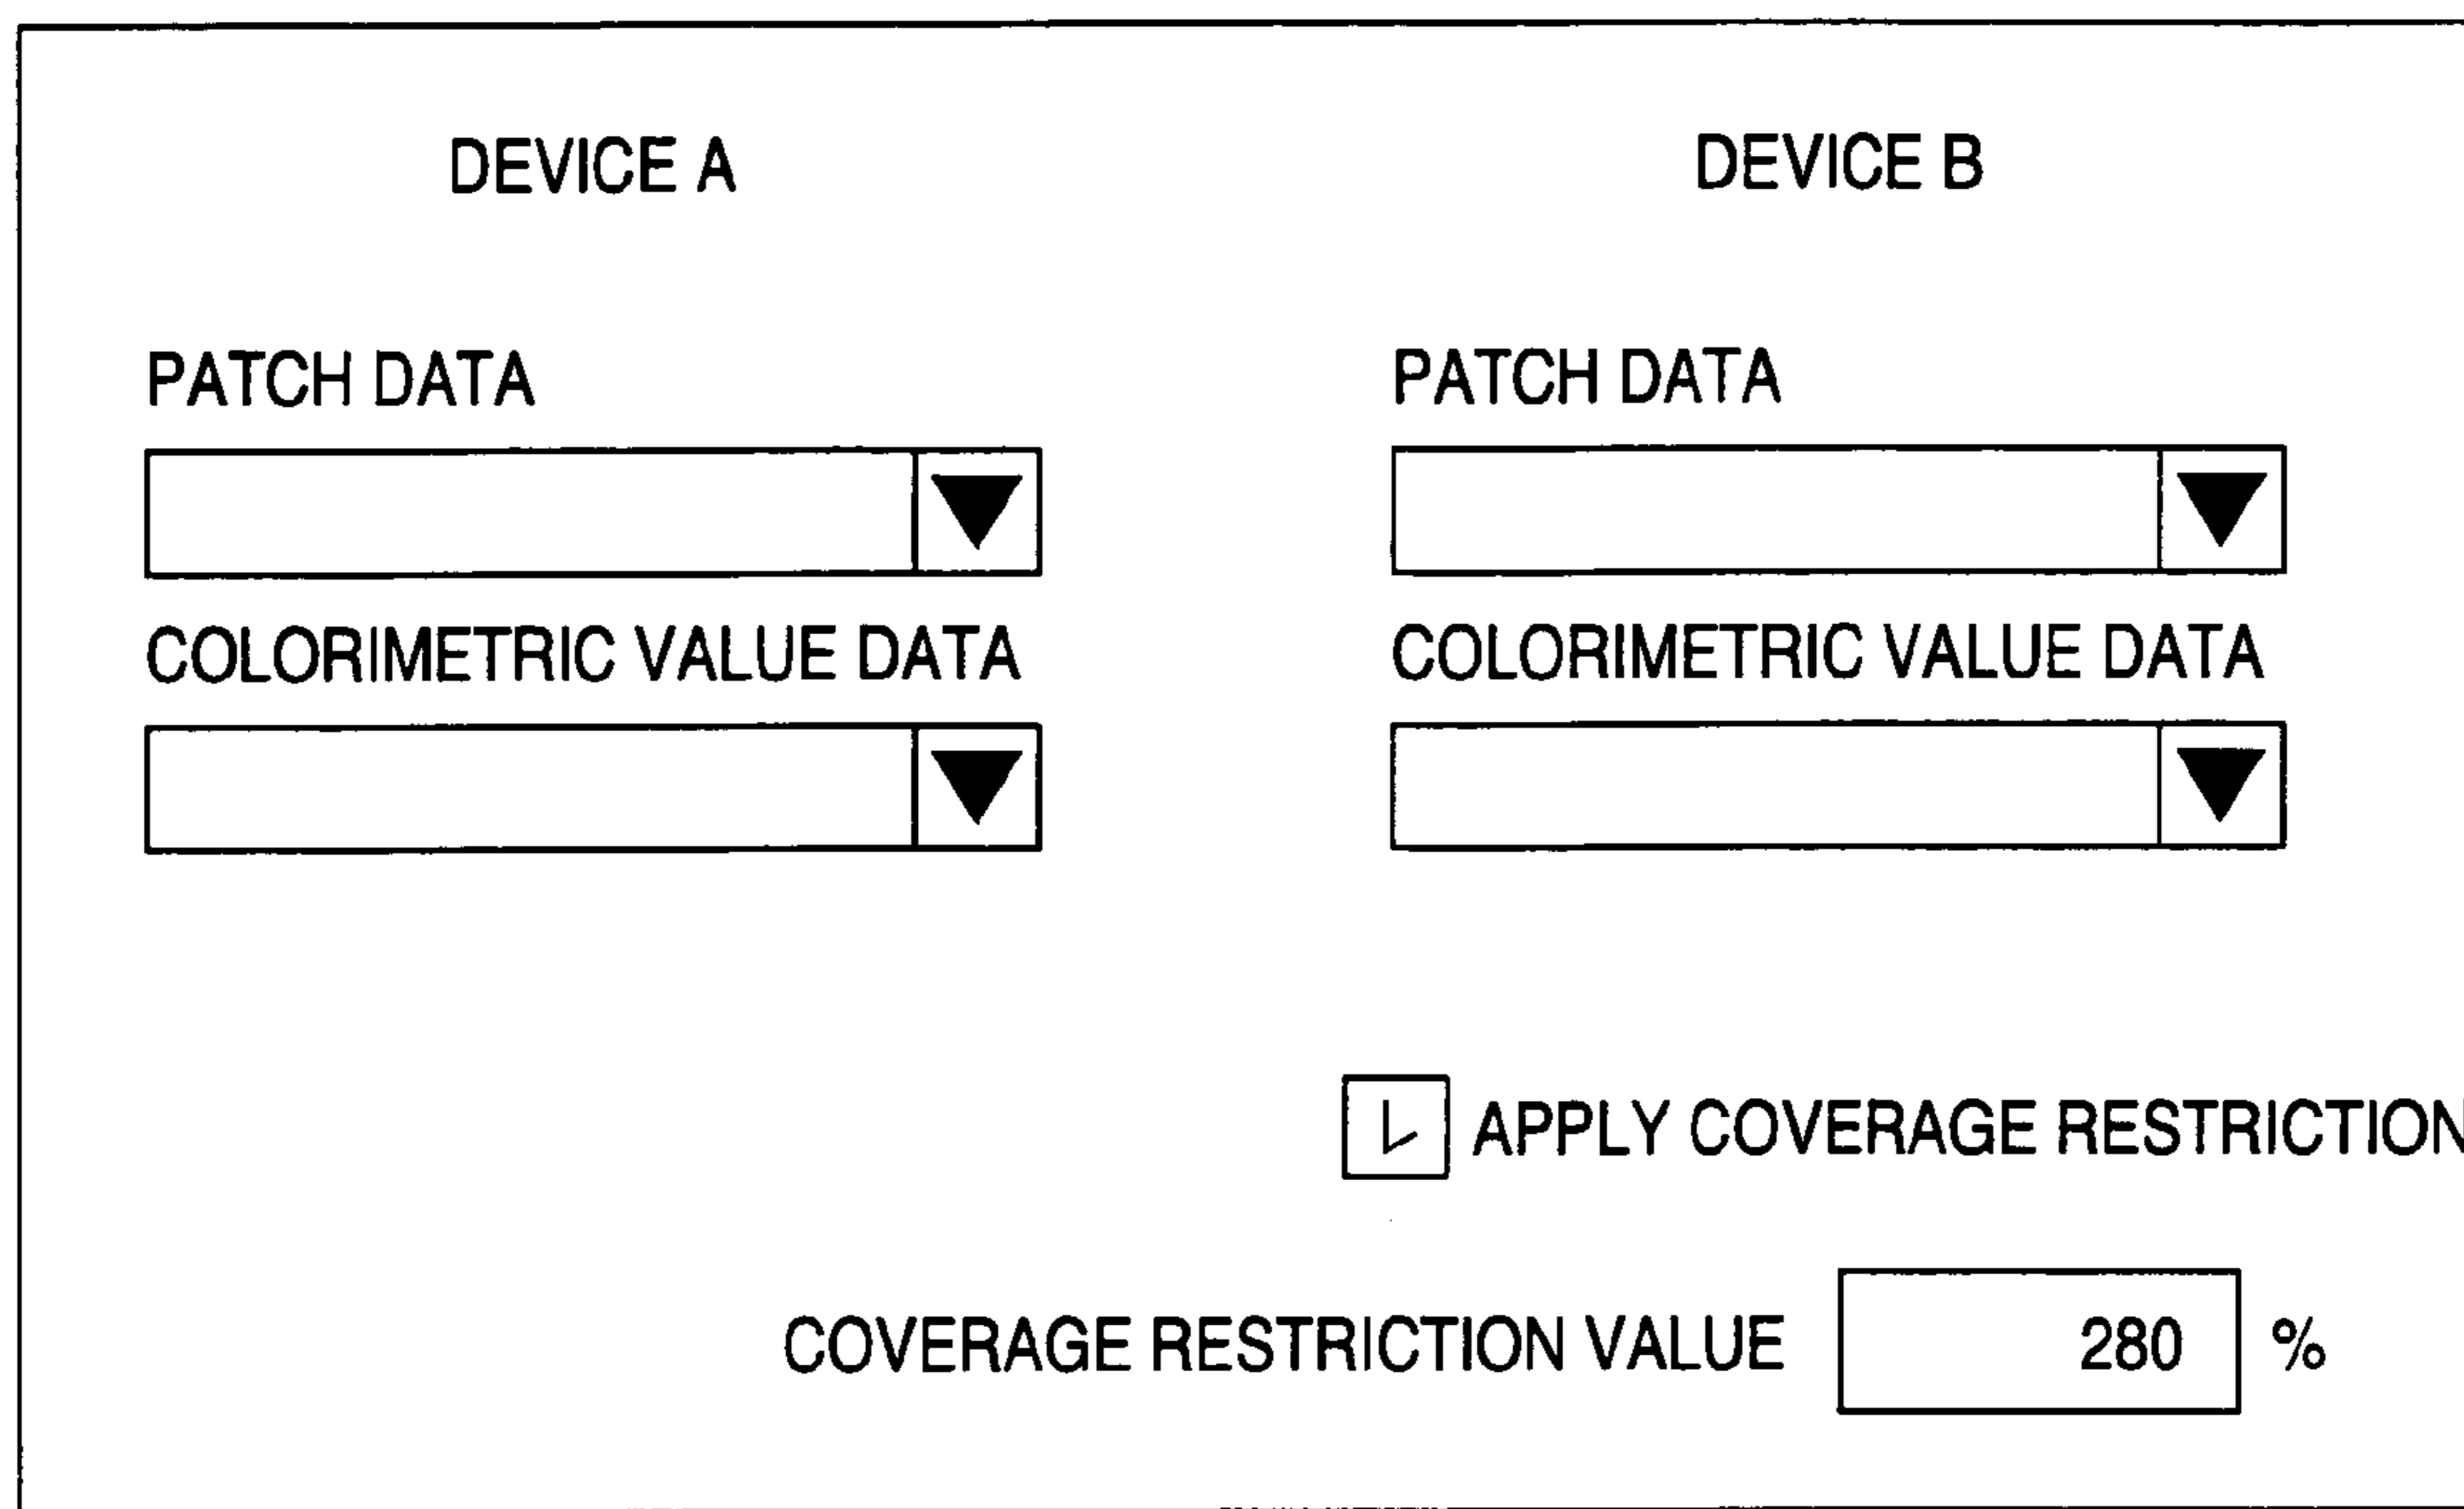 DEVICE A
DEVICE B
PATCH DATA
PATCH DATA
COLORIMETRIC VALUE DATA
COLORIMETRIC VALUE DATA
APPLY COVERAGE RESTRICTION
COVERAGE RESTRICTION VALUE 280 %